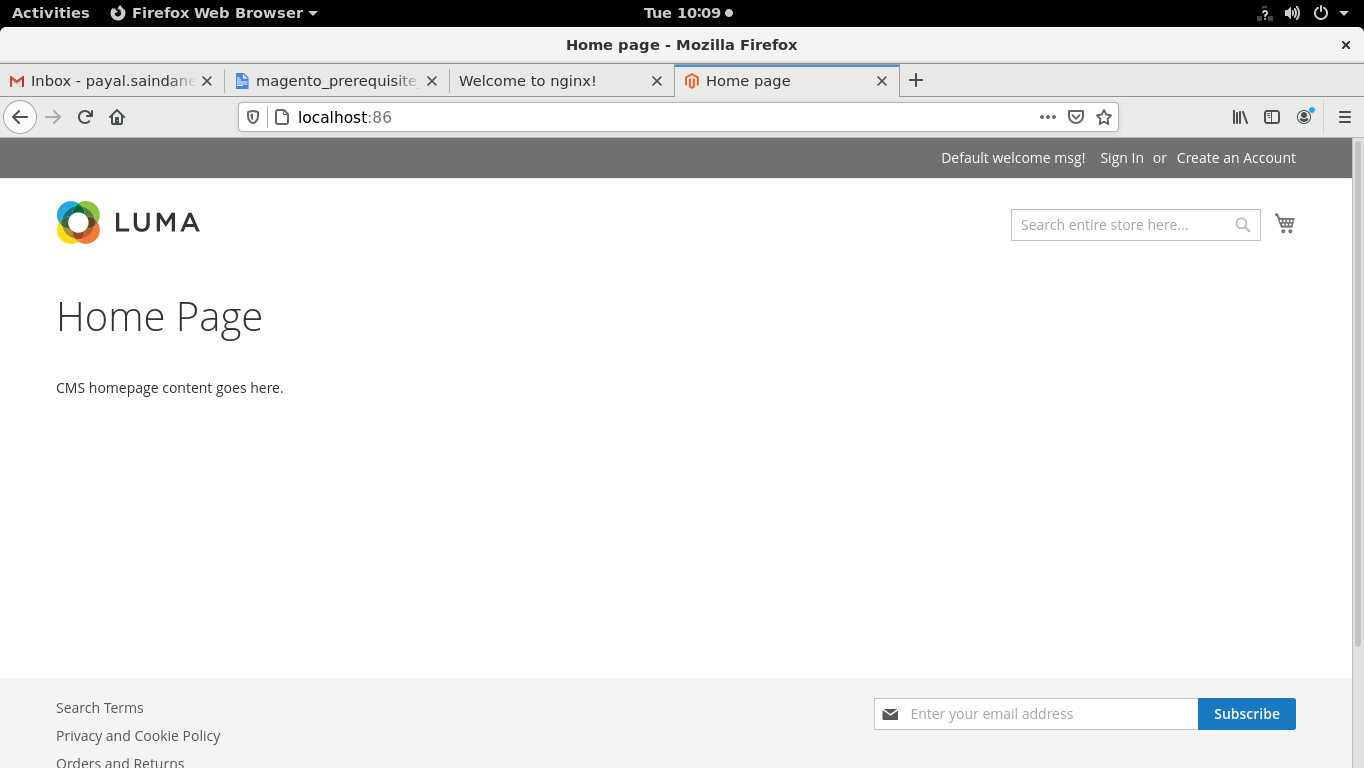 Activities Firefox Web Browser Tue 10:09
Home page - Mozilla Firefox
Inbox - payal.saindane magento_prerequisite Welcome to nginx! Home page
localhost:86
Default welcome msg! Sign In or Create an Account
LUMA
Search entire store here...
Home Page
CMS homepage content goes here.
Search Terms
Enter your email address Subscribe
Privacy and Cookie Policy
Orders and Returns